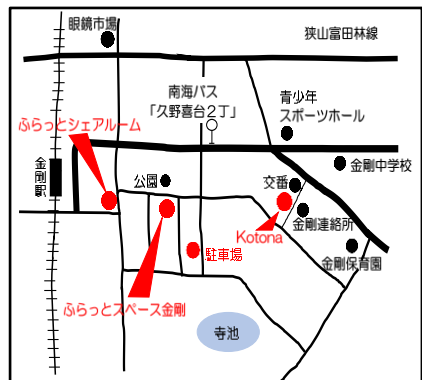 眼鏡市場
狭山富田林線
南海バス
「久野喜台２丁」
青少年
スポーツホール
ふらっとシェアルーム
金剛駅
公園
交番
金剛中学校
金剛連絡所
Kotona
駐車場
金剛保育園
ふらっとスペース金剛
寺池